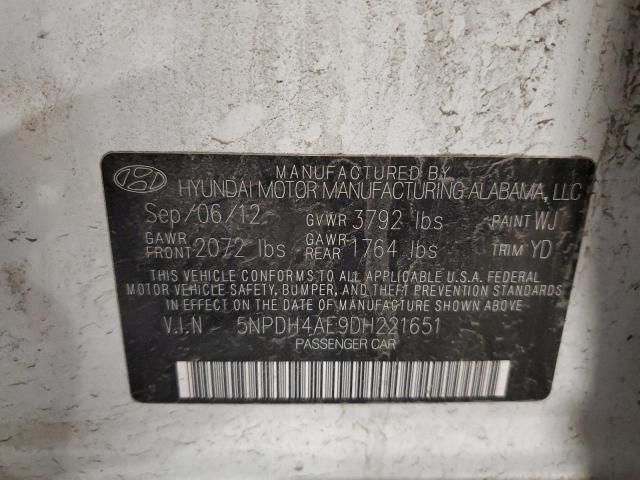 MANUFACTURED BY
HYUNDAI MOTOR MANUFACTURING ALABAMA, LLC
Sep/06/12 GVWR 3792 lbs PAINT WJ
GAWR FRONT 2072 lbs GAWR REAR 1764 lbs TRIM YD
THIS VEHICLE CONFORMS TO ALL APPLICABLE U.S.A. FEDERAL
MOTOR VEHICLE SAFETY, BUMPER, AND THEFT PREVENTION STANDARDS
IN EFFECT ON THE DATE OF MANUFACTURE SHOWN ABOVE.
V.I.N 5NPDH4AE9DH221651
PASSENGER CAR